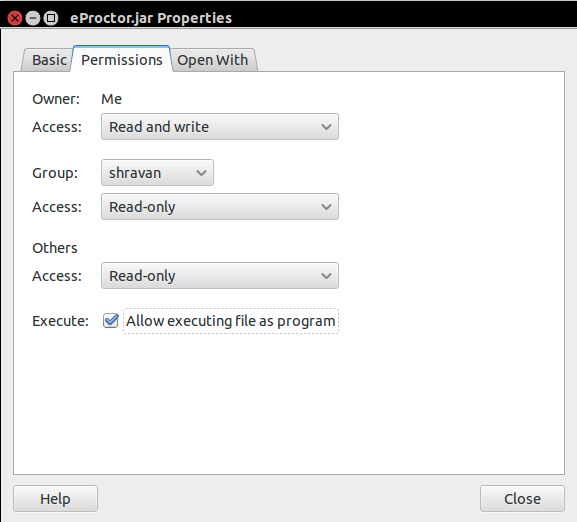 eProctor.jar Properties
Basic Permissions Open With
Owner: Me
Access: Read and write
Group: shravan
Access: Read-only
Others
Access: Read-only
Execute: Allow executing file as program
Help Close